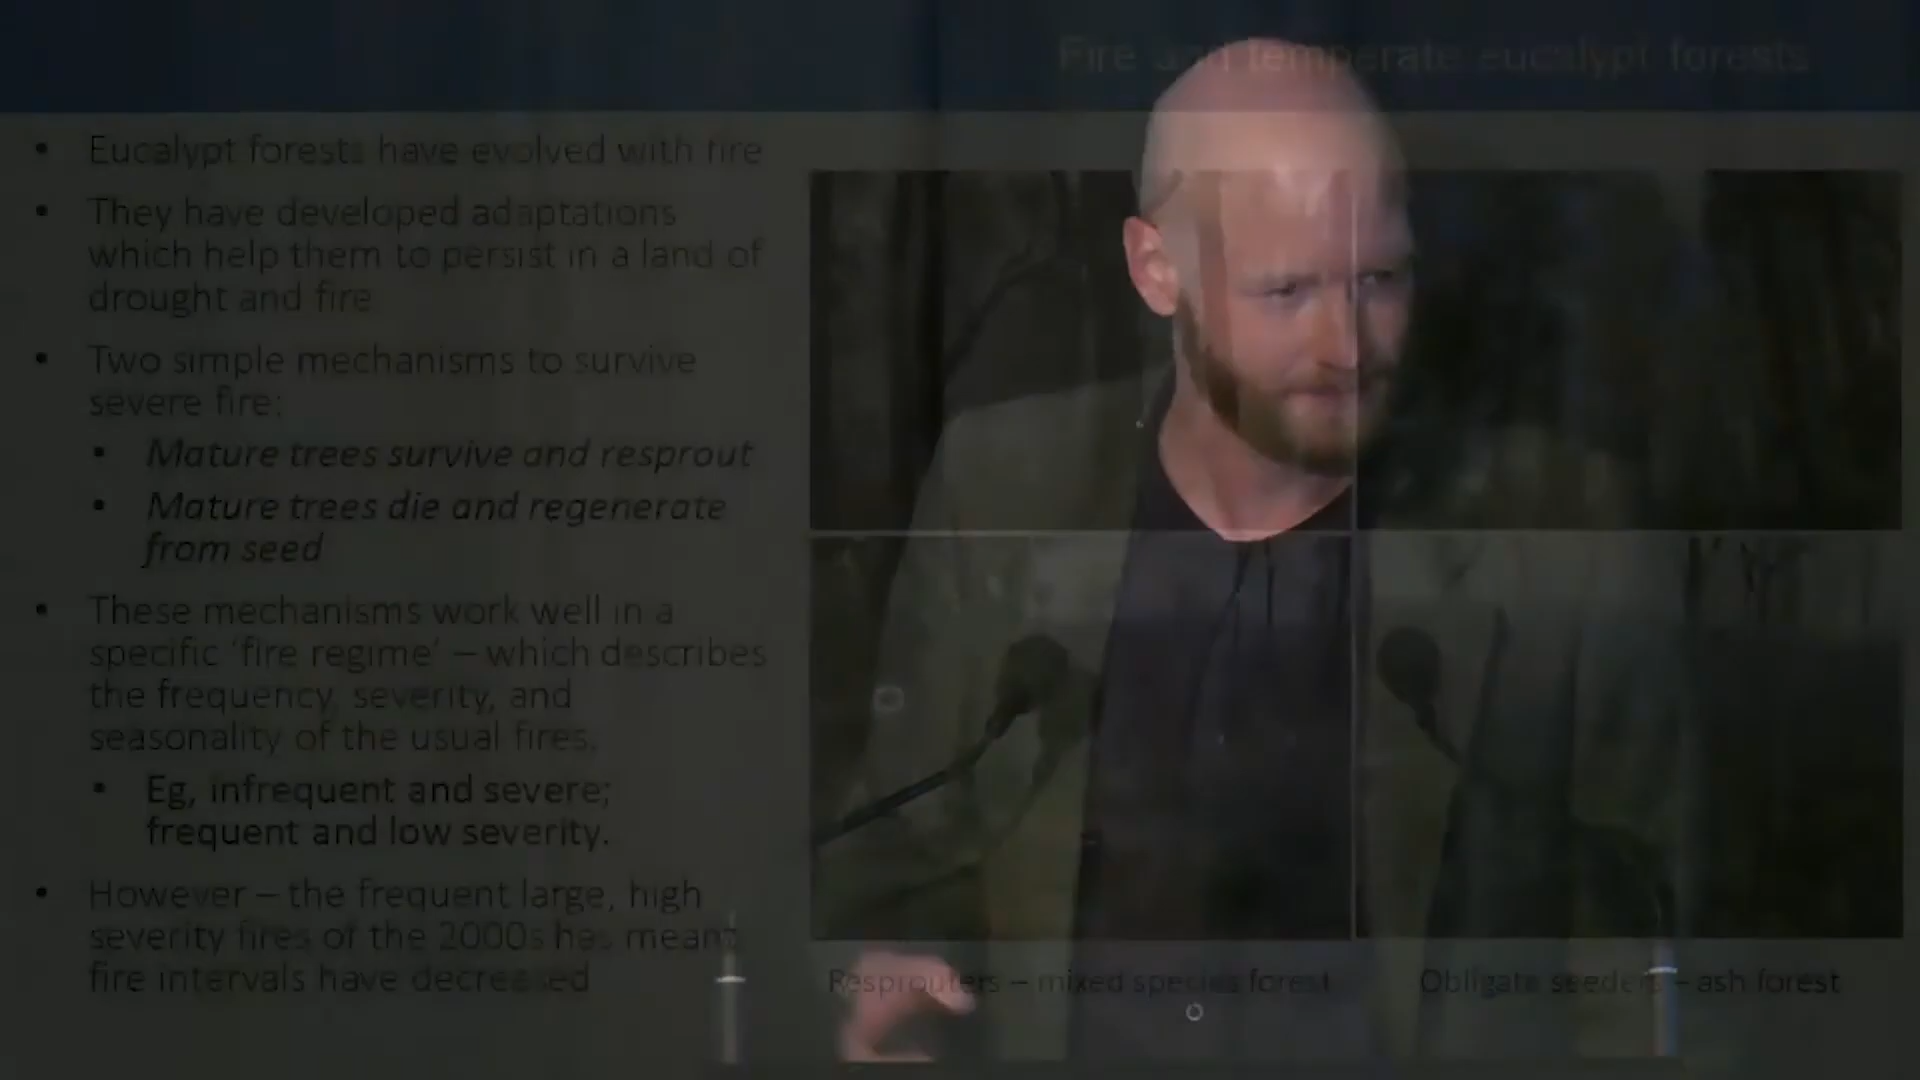 Fire and temperate eucalypt forests
• Eucalypt forests have evolved with fire
• They have developed adaptations
which help them to persist in a land of
drought and fire
• Two simple mechanisms to survive
severe fire:
• Mature trees survive and resprout
• Mature trees die and regenerate
from seed
• These mechanisms work well in a
specific ‘fire regime’ – which describes
the frequency, severity, and
seasonality of the usual fires.
• Eg, infrequent and severe;
frequent and low severity.
• However – the frequent large, high
severity fires of the 2000s has meant
fire intervals have decreased
Resprouters – mixed species forest
Obligate seeders – ash forest